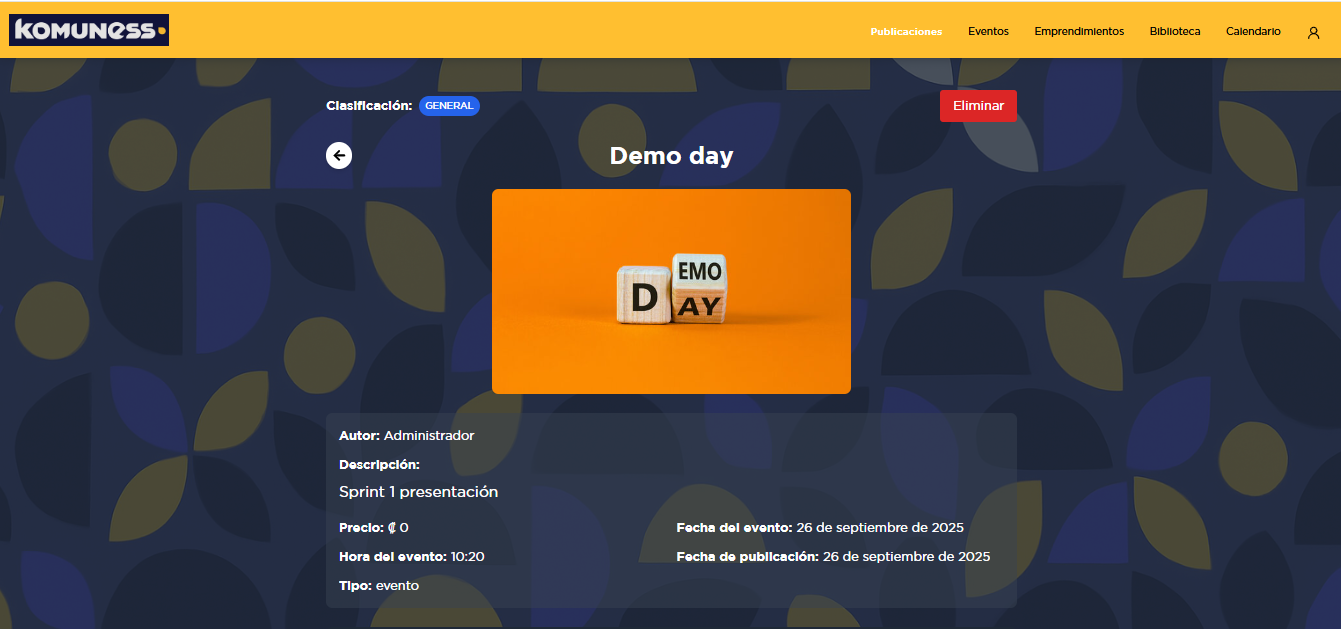 KOMUNESS
Publicaciones Eventos Emprendimientos Biblioteca Calendario
Clasificación: GENERAL Eliminar
Demo day
D EMO
AY
Autor: Administrador
Descripción:
Sprint 1 presentación
Precio: ₡ 0 Fecha del evento: 26 de septiembre de 2025
Hora del evento: 10:20 Fecha de publicación: 26 de septiembre de 2025
Tipo: evento